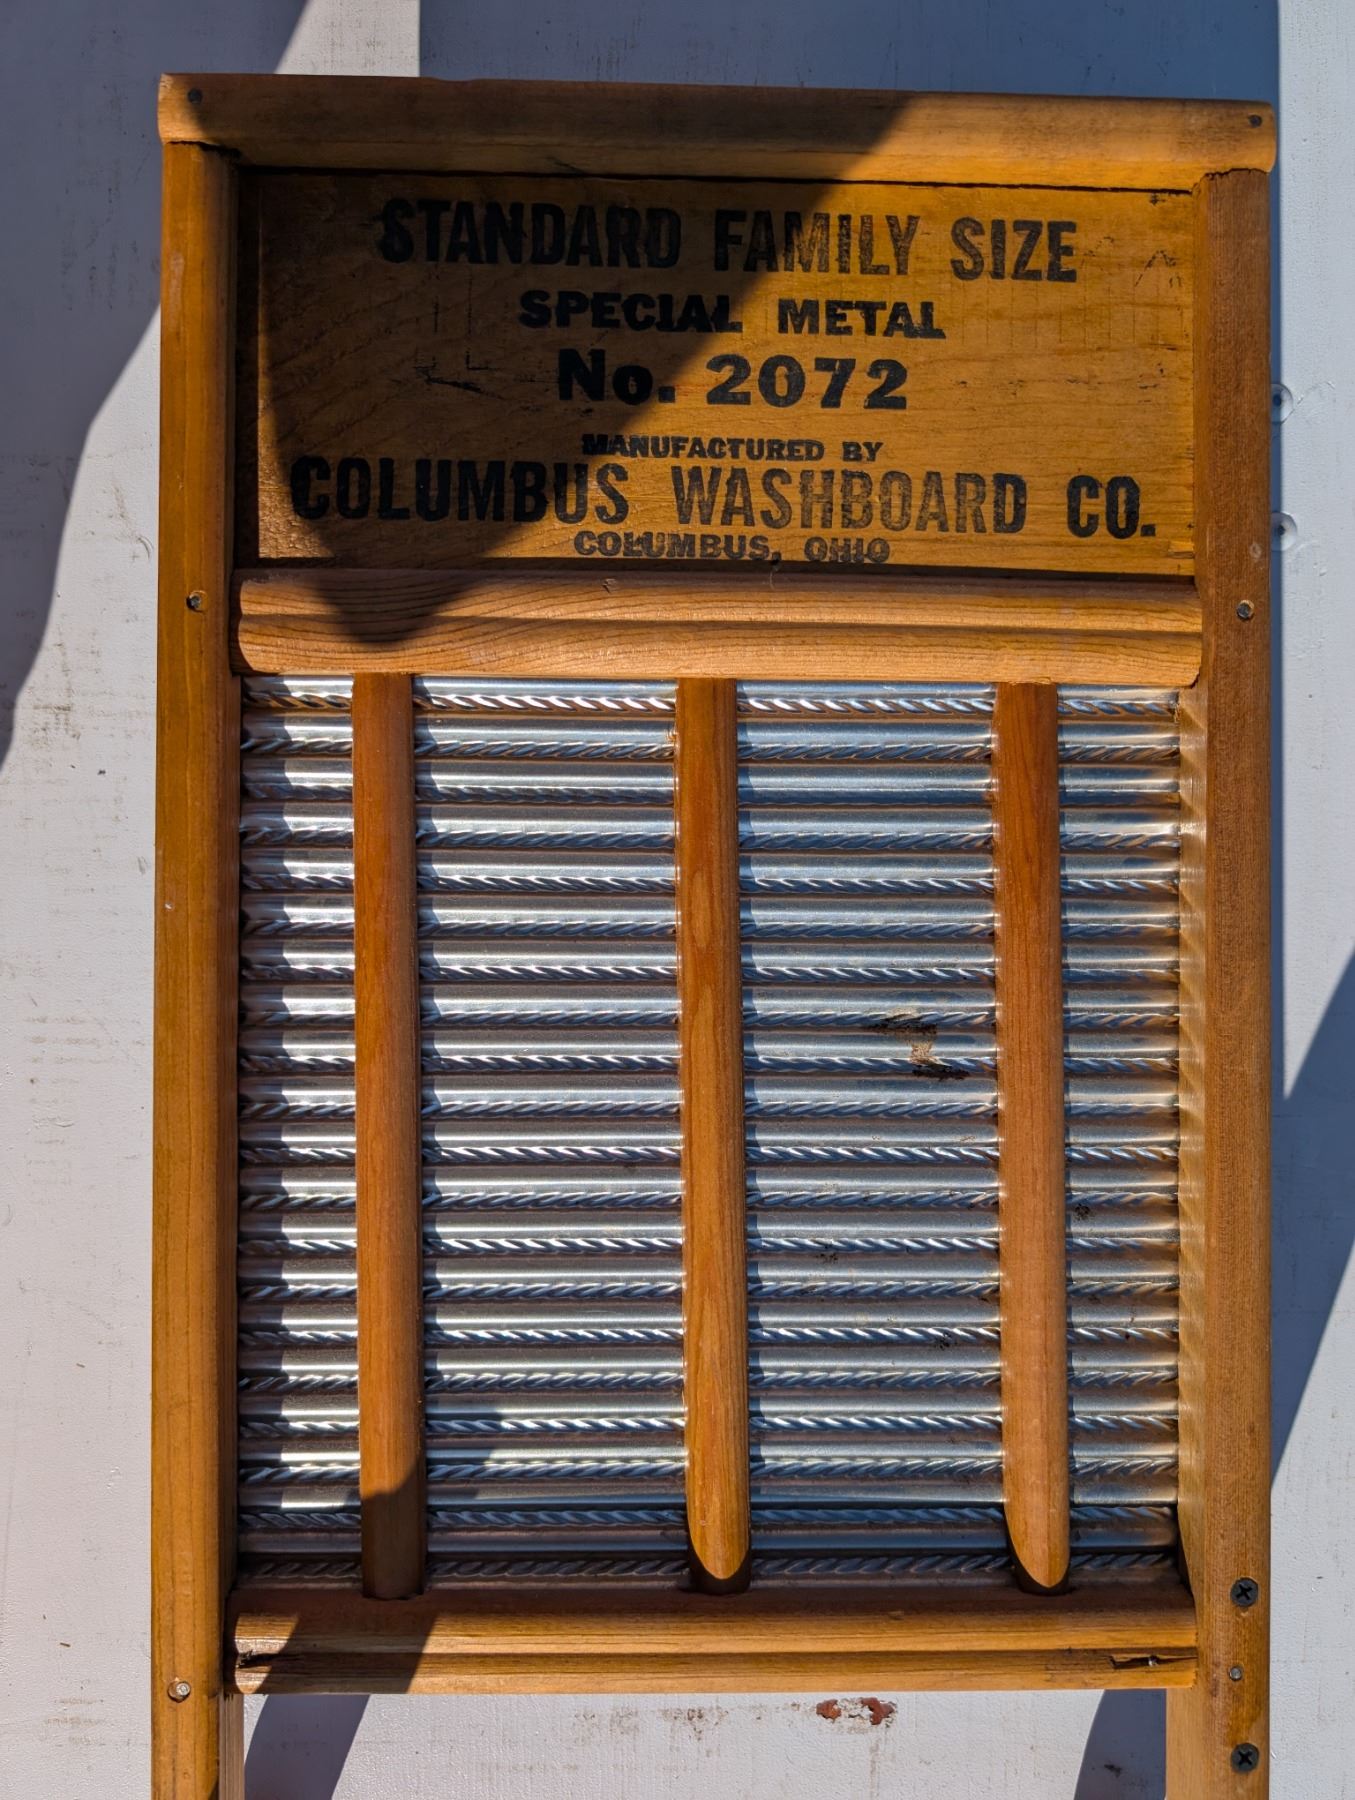 STANDARD FAMILY SIZE
SPECIAL METAL
No. 2072
MANUFACTURED BY
COLUMBUS WASHBOARD CO.
COLUMBUS, OHIO